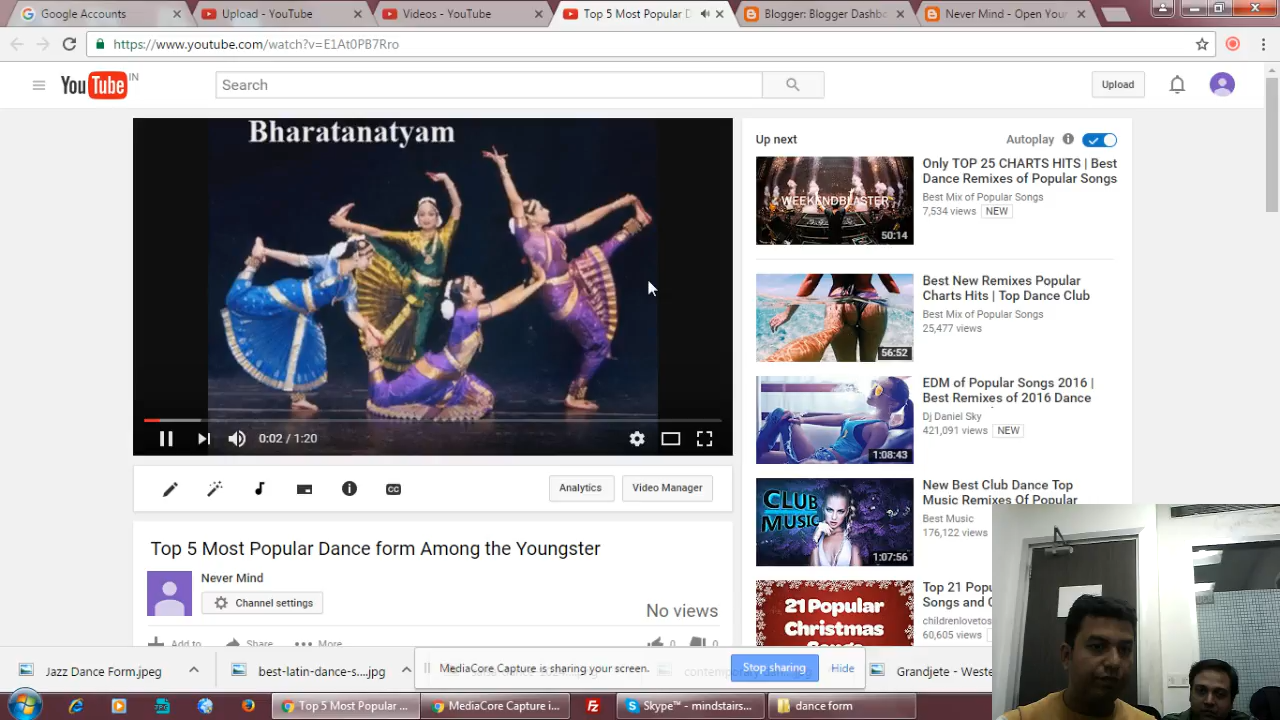 Google Accounts
Upload - YouTube
Videos - YouTube
Top 5 Most Popular D
Blogger: Blogger Dashbo
Never Mind - Open Your
https://www.youtube.com/watch?v=E1At0PB7Rro
YouTube IN
Search
Upload
Bharatanatyam
0:02 / 1:20
Analytics
Video Manager
Top 5 Most Popular Dance form Among the Youngster
Never Mind
Channel settings
No views
Add to
Share
More
0
0
Up next
Autoplay
WEEKENDBLASTER
50:14
Only TOP 25 CHARTS HITS | Best
Dance Remixes of Popular Songs
Best Mix of Popular Songs
7,534 views NEW
56:52
Best New Remixes Popular
Charts Hits | Top Dance Club
Best Mix of Popular Songs
25,477 views
1:08:43
EDM of Popular Songs 2016 |
Best Remixes of 2016 Dance
Dj Daniel Sky
421,091 views NEW
CLUB
MUSIC
1:07:56
New Best Club Dance Top
Music Remixes Of Popular
Best Music
176,122
21 Popular
Christmas
Songs
Top 21 Popu
Songs and
childrenlovetos
60,605 views
Jazz Dance Form.jpeg
best-latin-dance-s....jpg
MediaCore Capture is sharing your screen.
Stop sharing
Hide
Grandjete - Weste
Top 5 Most Popular ...
MediaCore Capture i...
Skype™ - mindstairs...
dance form